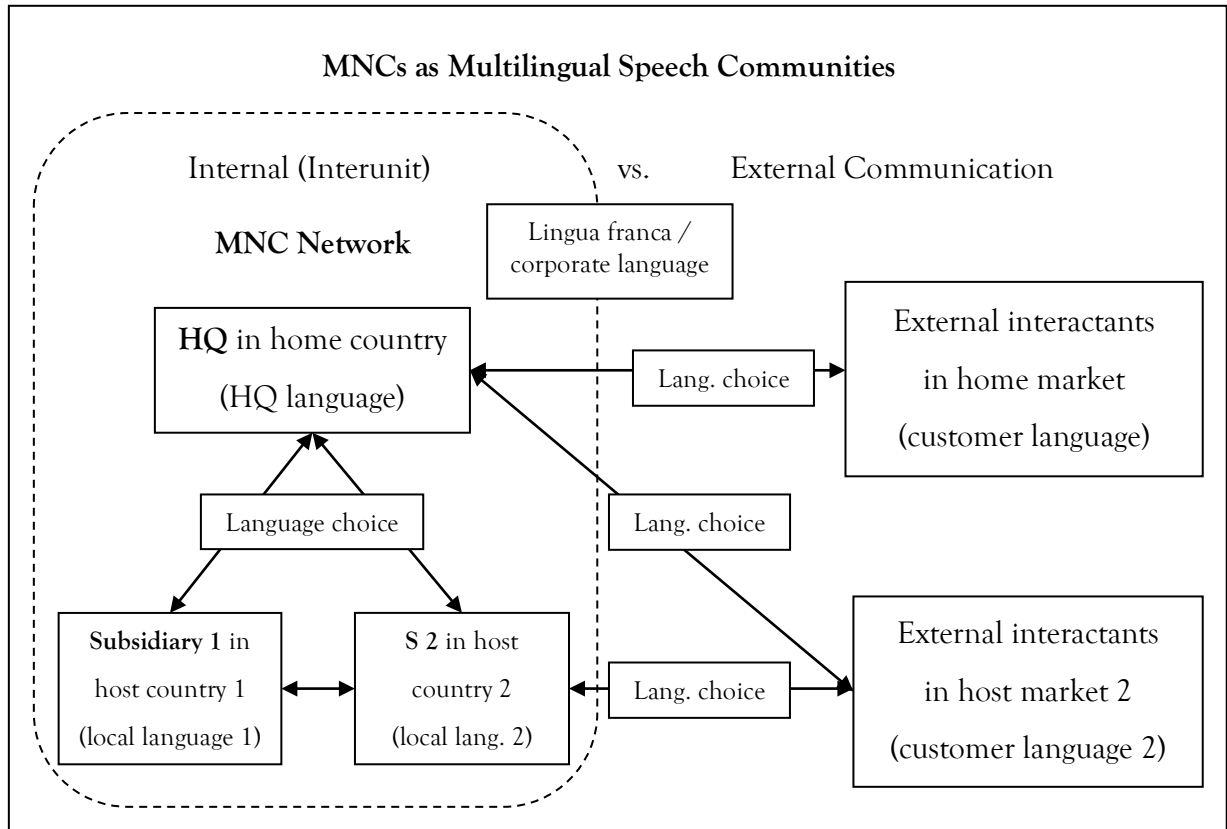 MNCs as Multilingual Speech Communities
Internal (Interunit) vs. External Communication
MNC Network
Lingua franca /
corporate language
HQ in home country
(HQ language)
Lang. choice
External interactants
in home market
(customer language)
Language choice
Lang. choice
Subsidiary 1 in
host country 1
(local language 1)
S 2 in host
country 2
(local lang. 2)
Lang. choice
External interactants
in host market 2
(customer language 2)